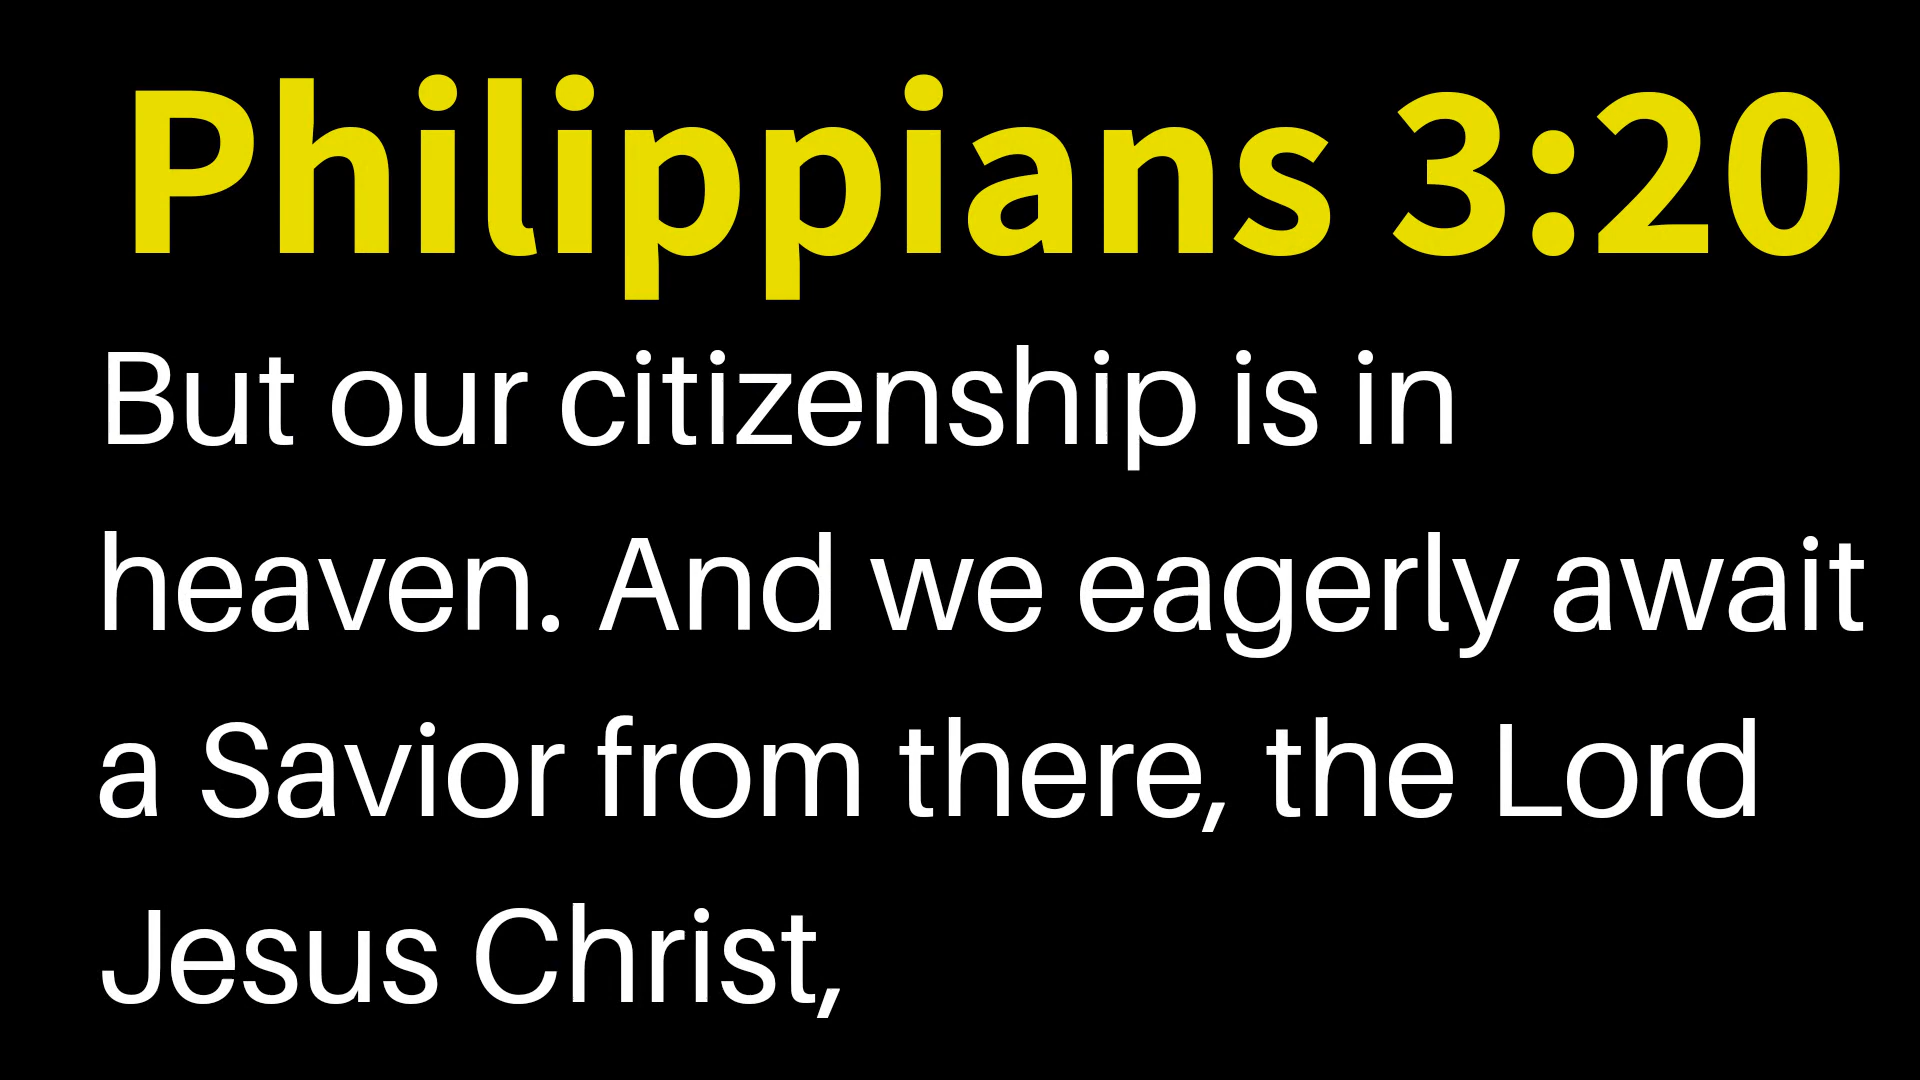 Philippians 3:20
But our citizenship is in
heaven. And we eagerly await
a Savior from there, the Lord
Jesus Christ,